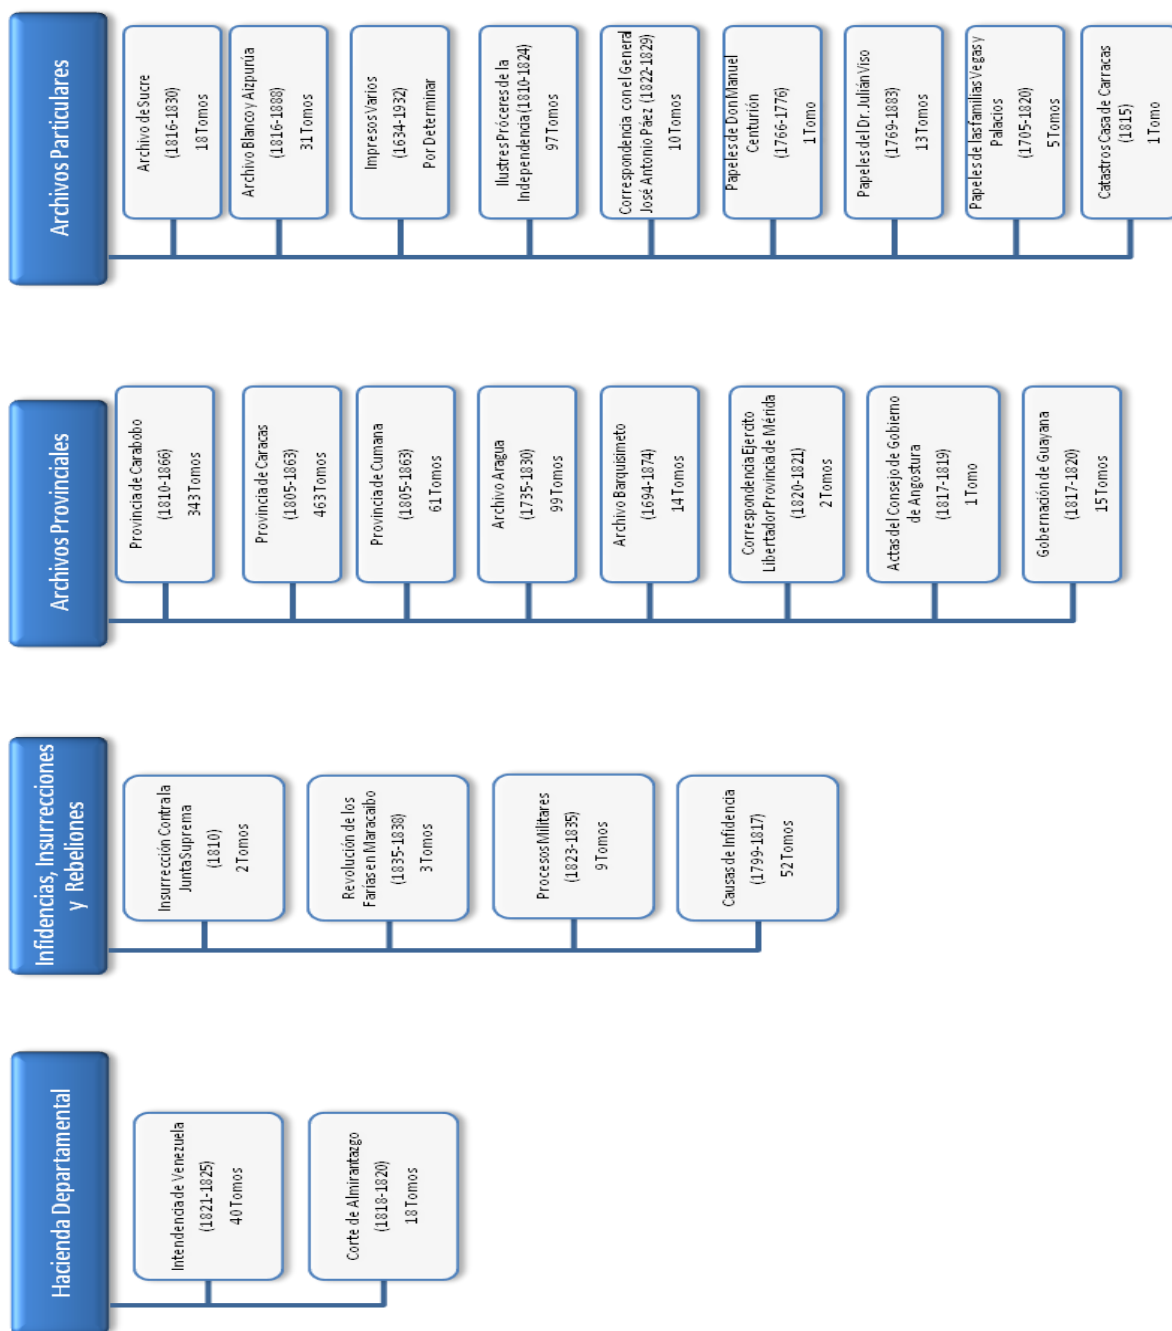 Hacienda Departamental
Intendencia de Venezuela
(1821-1825)
40 Tomos
Corte de Almirantazgo
(1818-1820)
18 Tomos
Infidencias, Insurrecciones
y Rebeliones
Insurrección Contra la
Junta Suprema
(1810)
2 Tomos
Revolución de los
Farías en Maracaibo
(1835-1838)
3 Tomos
Procesos Militares
(1823-1835)
9 Tomos
Causas de Infidencia
(1799-1817)
52 Tomos
Archivos Provinciales
Provincia de Carabobo
(1810-1866)
343 Tomos
Provincia de Caracas
(1805-1863)
463 Tomos
Provincia de Cumana
(1805-1863)
61 Tomos
Archivo Aragua
(1735-1830)
99 Tomos
Archivo Barquisimeto
(1694-1874)
14 Tomos
Correspondencia Ejercito
Libertador Provincia de Mérida
(1820-1821)
2 Tomos
Actas del Consejo de Gobierno
de Angostura
(1817-1819)
1 Tomo
Gobernación de Guayana
(1817-1820)
15 Tomos
Archivos Particulares
Archivo de Sucre
(1816-1830)
18 Tomos
Archivo Blanco y Aizpurúa
(1816-1888)
31 Tomos
Impresos Varios
(1634-1932)
Por Determinar
Ilustres Próceres de la
Independencia (1810-1824)
97 Tomos
Correspondencia con el General
José Antonio Páez (1822-1829)
10 Tomos
Papeles de Don Manuel
Centurión
(1766-1776)
1 Tomo
Papeles del Dr. Julián Viso
(1769-1883)
13 Tomos
Papeles de las familias Vegas y
Palacios
(1705-1820)
5 Tomos
Catastros Casa de Carracas
(1815)
1 Tomo